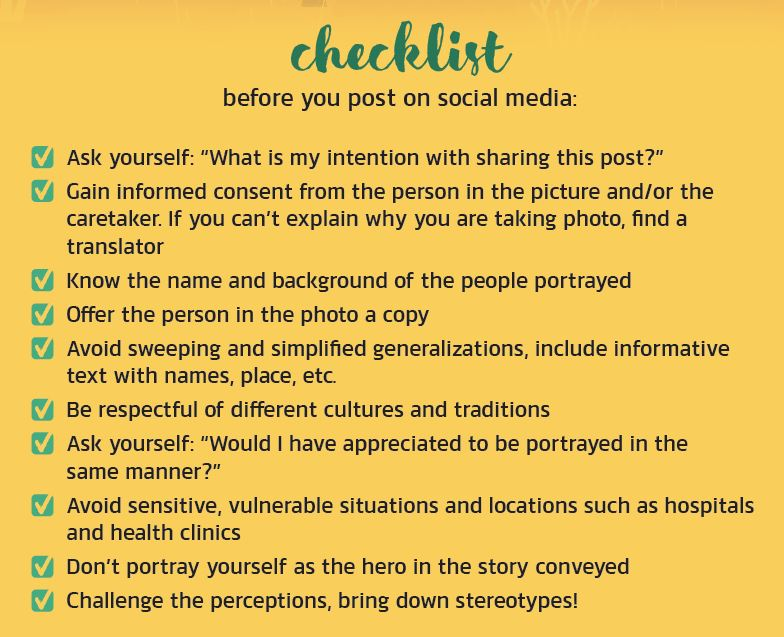 checklist
before you post on social media:
Ask yourself: “What is my intention with sharing this post?”
Gain informed consent from the person in the picture and/or the
caretaker. If you can’t explain why you are taking photo, find a
translator
Know the name and background of the people portrayed
Offer the person in the photo a copy
Avoid sweeping and simplified generalizations, include informative
text with names, place, etc.
Be respectful of different cultures and traditions
Ask yourself: “Would I have appreciated to be portrayed in the
same manner?”
Avoid sensitive, vulnerable situations and locations such as hospitals
and health clinics
Don’t portray yourself as the hero in the story conveyed
Challenge the perceptions, bring down stereotypes!